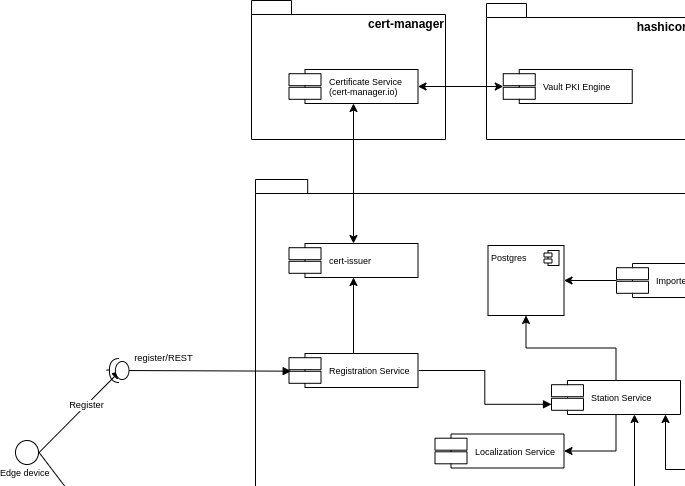 cert-manager
hashicor
Certificate Service
(cert-manager.io)
Vault PKI Engine
cert-issuer
Postgres
Importe
register/REST
Registration Service
Register
Station Service
Localization Service
Edge device